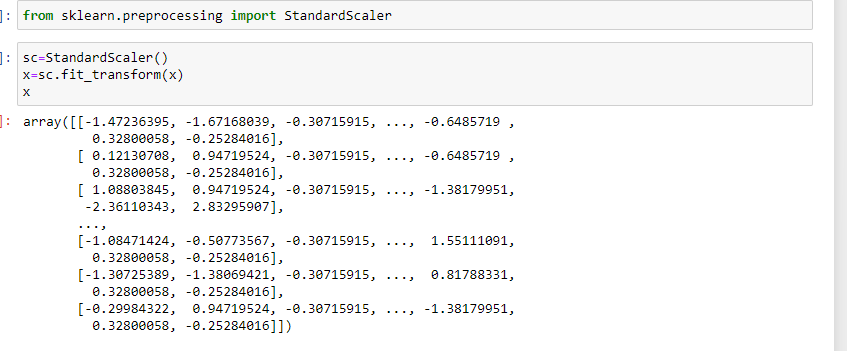 ]: from sklearn.preprocessing import StandardScaler
]: sc=StandardScaler()
x=sc.fit_transform(x)
x
]: array([[-1.47236395, -1.67168039, -0.30715915, ..., -0.6485719 ,
0.32800058, -0.25284016],
[ 0.12130708,  0.94719524, -0.30715915, ..., -0.6485719 ,
0.32800058, -0.25284016],
[ 1.08803845,  0.94719524, -0.30715915, ..., -1.38179951,
-2.36110343,  2.83295907],
...,
[-1.08471424, -0.50773567, -0.30715915, ...,  1.55111091,
0.32800058, -0.25284016],
[-1.30725389, -1.38069421, -0.30715915, ...,  0.81788331,
0.32800058, -0.25284016],
[-0.29984322,  0.94719524, -0.30715915, ..., -1.38179951,
0.32800058, -0.25284016]])